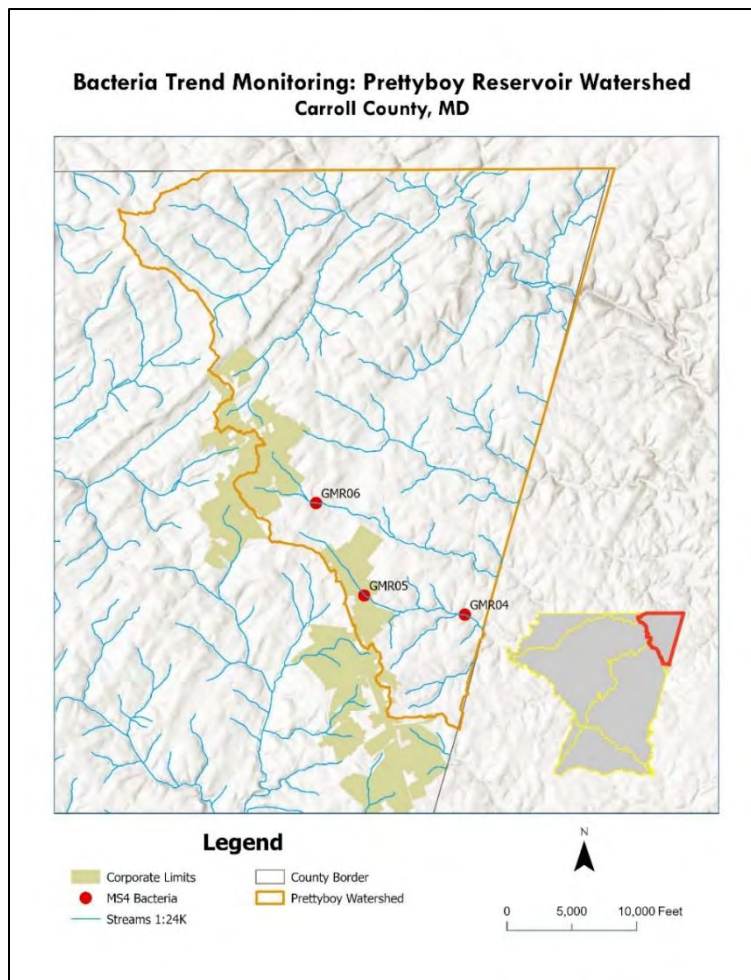 Bacteria Trend Monitoring: Prettyboy Reservoir Watershed
Carroll County, MD
GMR06
GMR05
GMR04
Legend
Corporate Limits
MS4 Bacteria
Streams 1:24K
County Border
Prettyboy Watershed
N
0 5,000 10,000 Feet